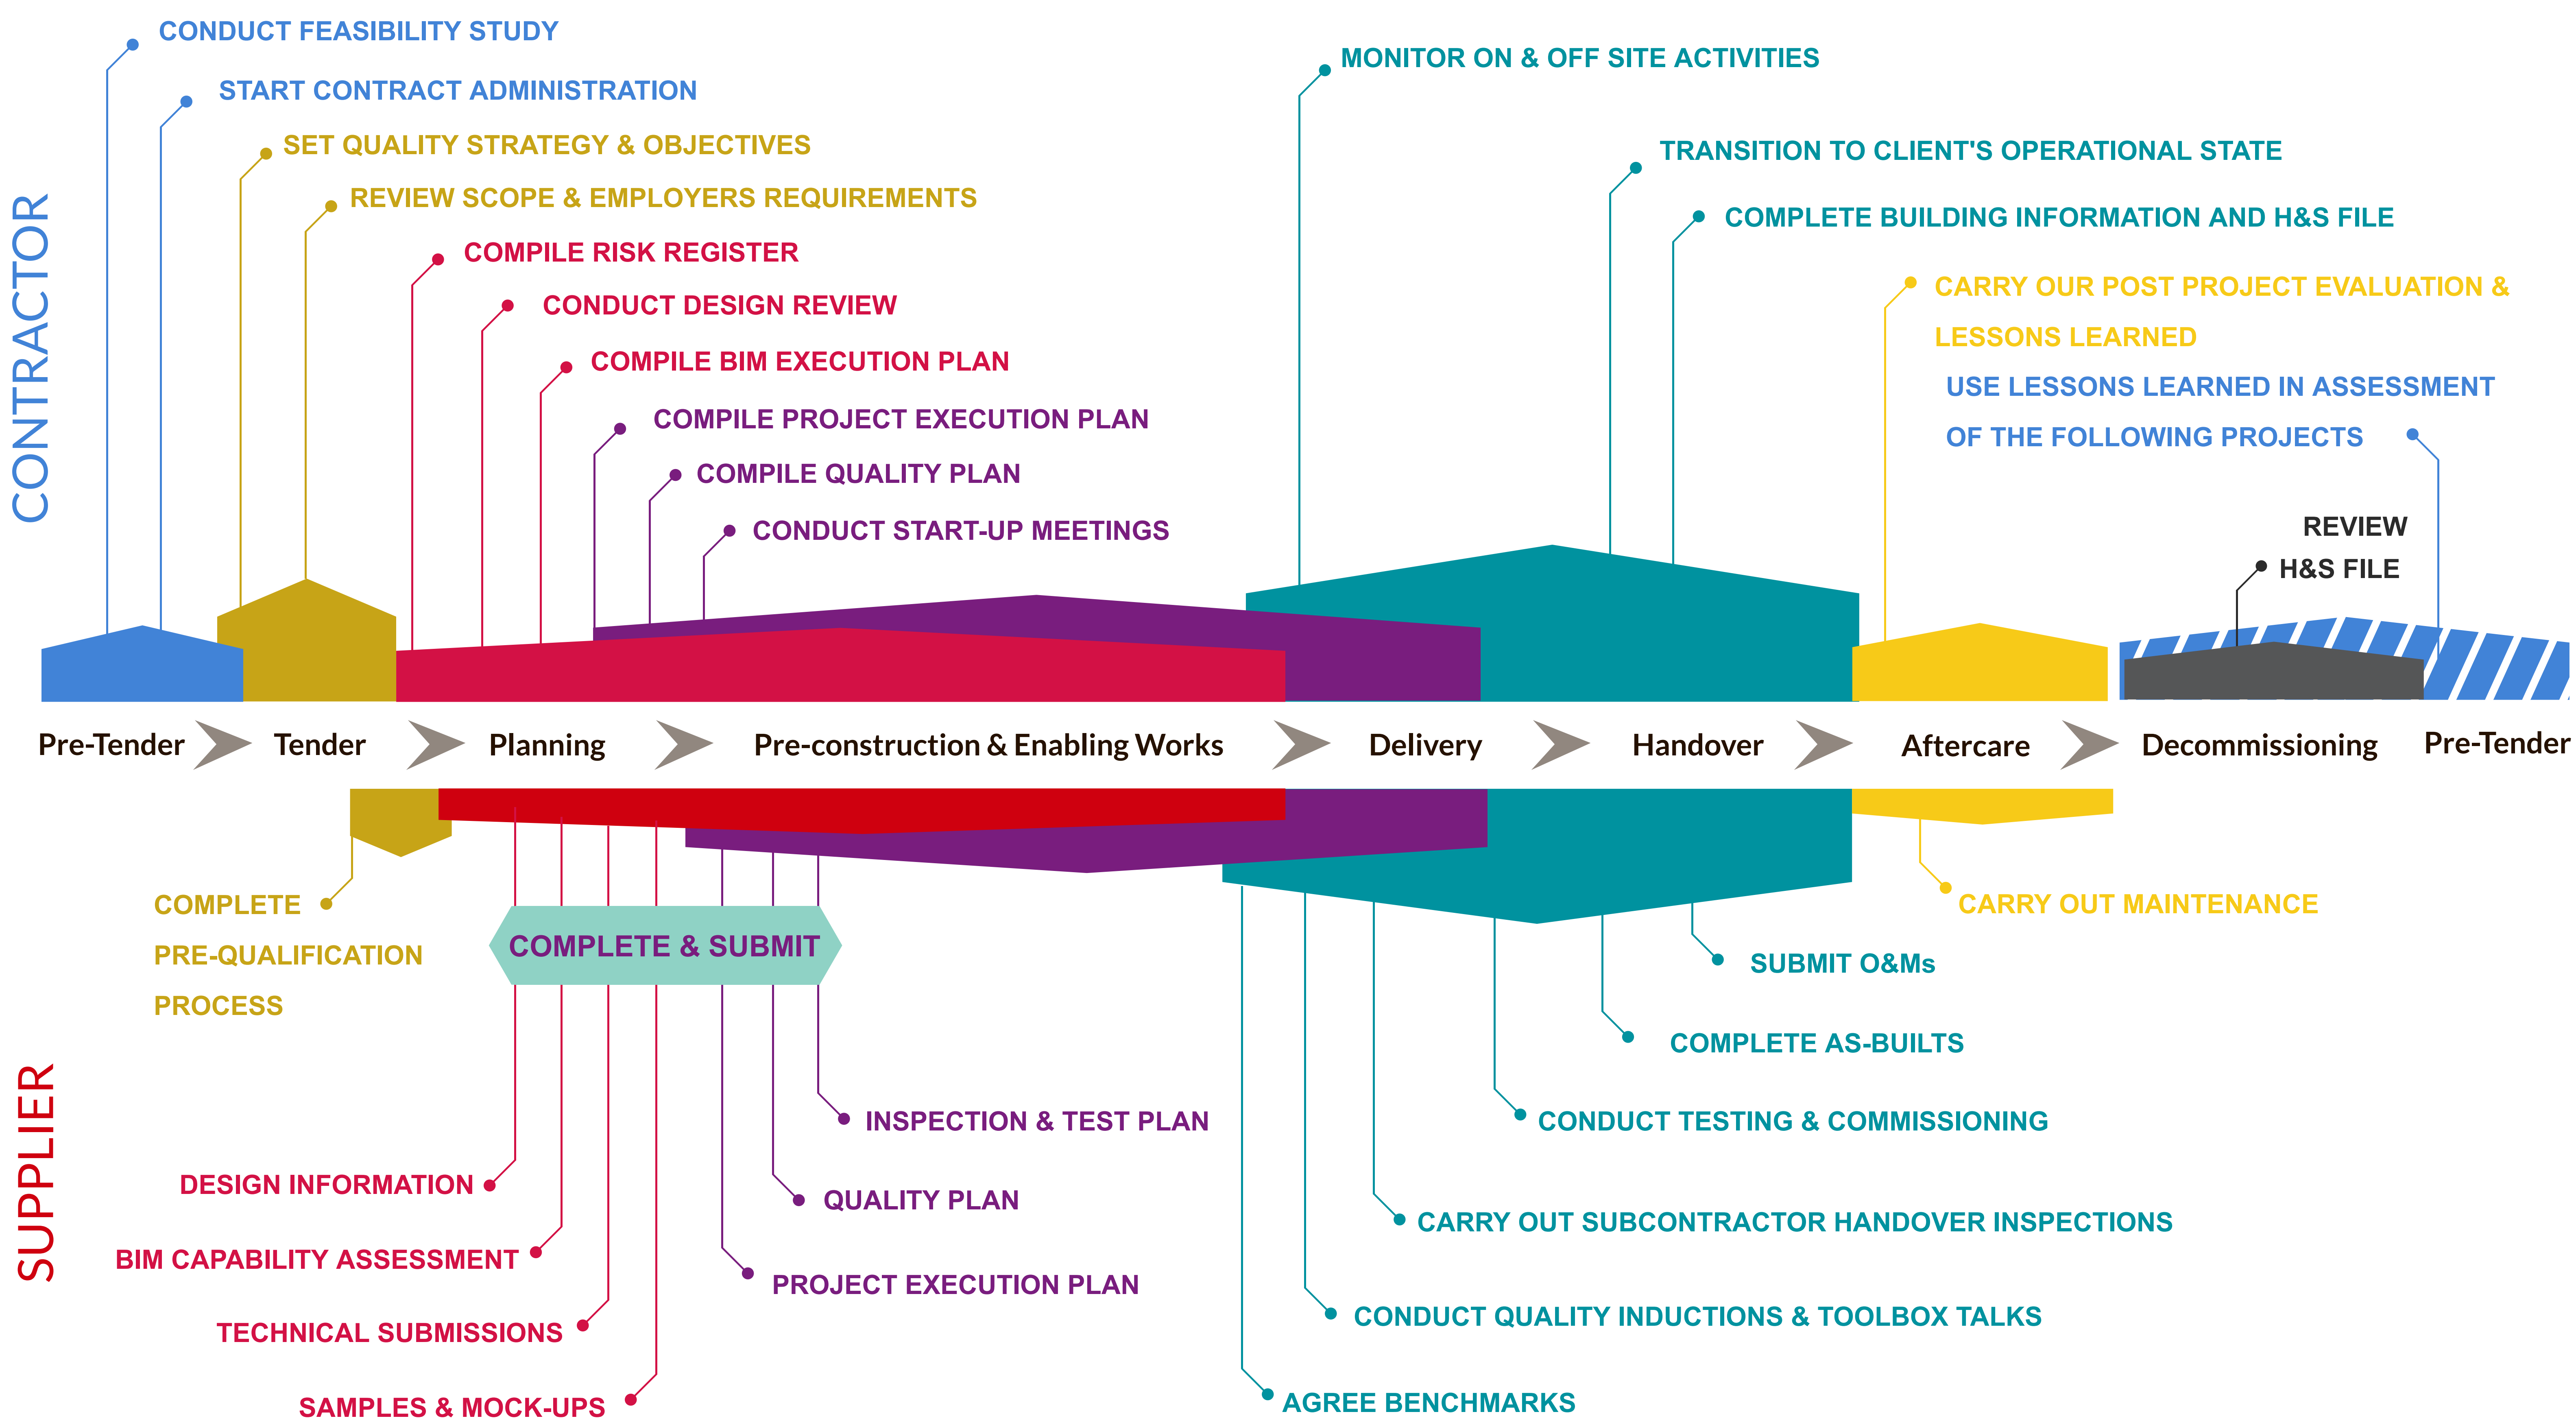 CONTRACTOR
CONDUCT FEASIBILITY STUDY
START CONTRACT ADMINISTRATION
SET QUALITY STRATEGY & OBJECTIVES
REVIEW SCOPE & EMPLOYERS REQUIREMENTS
COMPILE RISK REGISTER
CONDUCT DESIGN REVIEW
COMPILE BIM EXECUTION PLAN
COMPILE PROJECT EXECUTION PLAN
COMPILE QUALITY PLAN
CONDUCT START-UP MEETINGS
MONITOR ON & OFF SITE ACTIVITIES
TRANSITION TO CLIENT'S OPERATIONAL STATE
COMPLETE BUILDING INFORMATION AND H&S FILE
CARRY OUR POST PROJECT EVALUATION &
LESSONS LEARNED
USE LESSONS LEARNED IN ASSESSMENT
OF THE FOLLOWING PROJECTS
REVIEW
H&S FILE
Pre-Tender
Tender
Planning
Pre-construction & Enabling Works
Delivery
Handover
Aftercare
Decommissioning
Pre-Tender
SUPPLIER
COMPLETE
PRE-QUALIFICATION
PROCESS
COMPLETE & SUBMIT
DESIGN INFORMATION
BIM CAPABILITY ASSESSMENT
TECHNICAL SUBMISSIONS
SAMPLES & MOCK-UPS
INSPECTION & TEST PLAN
QUALITY PLAN
PROJECT EXECUTION PLAN
CARRY OUT MAINTENANCE
SUBMIT O&Ms
COMPLETE AS-BUILTS
CONDUCT TESTING & COMMISSIONING
CARRY OUT SUBCONTRACTOR HANDOVER INSPECTIONS
CONDUCT QUALITY INDUCTIONS & TOOLBOX TALKS
AGREE BENCHMARKS